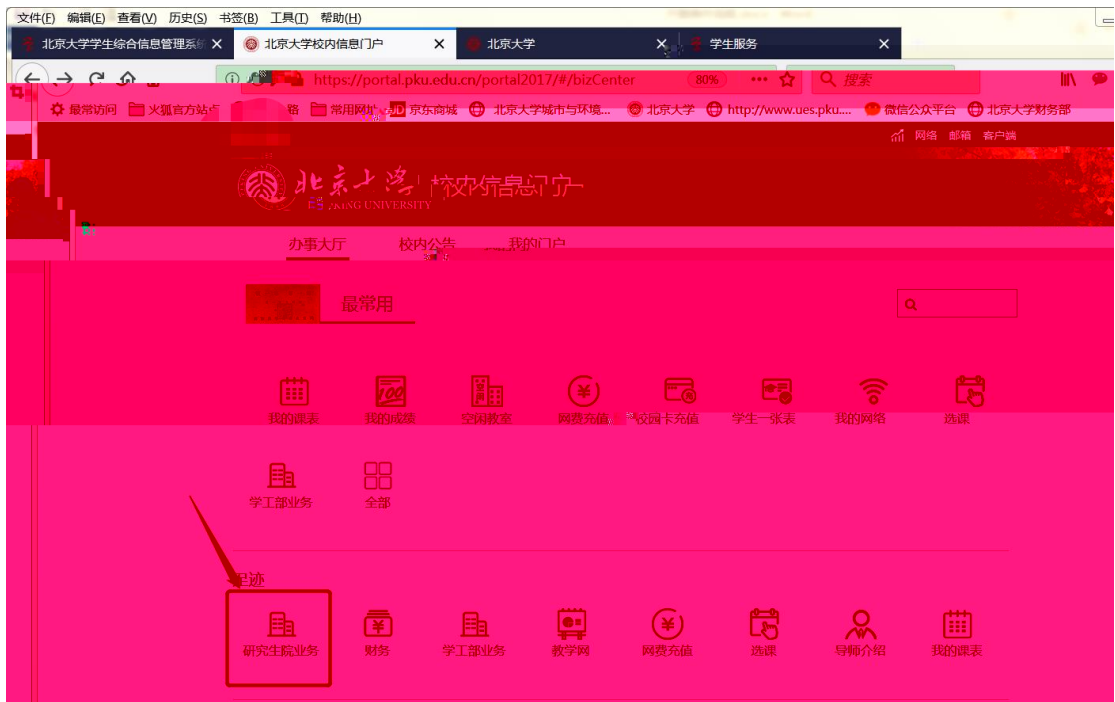 文件(F) 编辑(E) 查看(V) 历史(S) 书签(B) 工具(T) 帮助(H)
北京大学学生综合信息管理系统 北京大学校内信息门户 北京大学 学生服务
https://portal.pku.edu.cn/portal2017/#/bizCenter 80% 搜索
最常访问 火狐官方站点 路 常用网址 JD 京东商城 北京大学城市与环境... 北京大学 http://www.ues.pku.... 微信公众平台 北京大学财务部
网络 邮箱 客户端
北京大学 校内信息门户
PEKING UNIVERSITY
办事大厅 校内公告 我的门户
最常用
我的课表 我的成绩 空闲教室 网费充值 校园卡充值 学生一张表 我的网络 选课
学工部业务 全部
足迹
研究生院业务 财务 学工部业务 教学网 网费充值 选课 导师介绍 我的课表